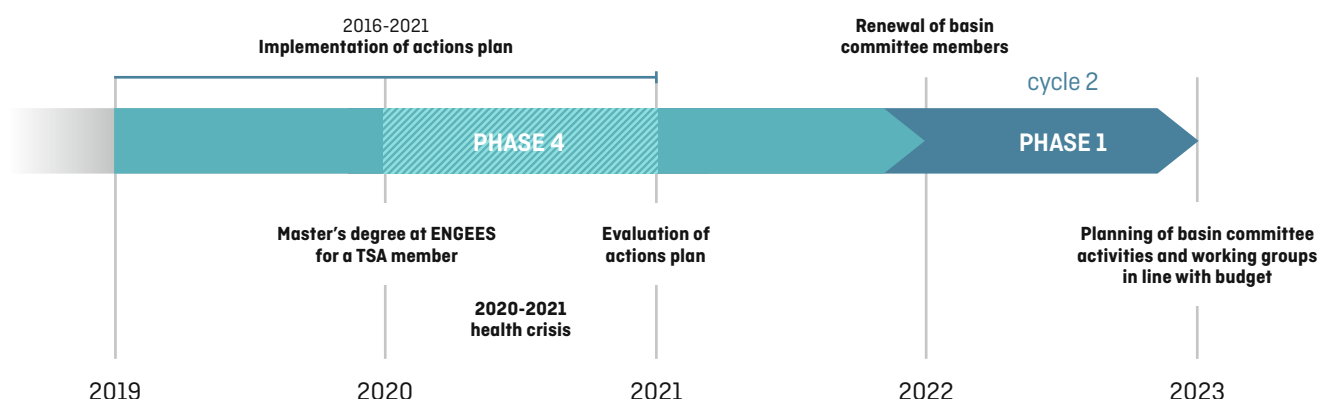 2016-2021
Implementation of actions plan
Renewal of basin
committee members
cycle 2
PHASE 4
PHASE 1
Master's degree at ENGEES
for a TSA member
Evaluation of
actions plan
Planning of basin committee
activities and working groups
in line with budget
2020-2021
health crisis
2019
2020
2021
2022
2023